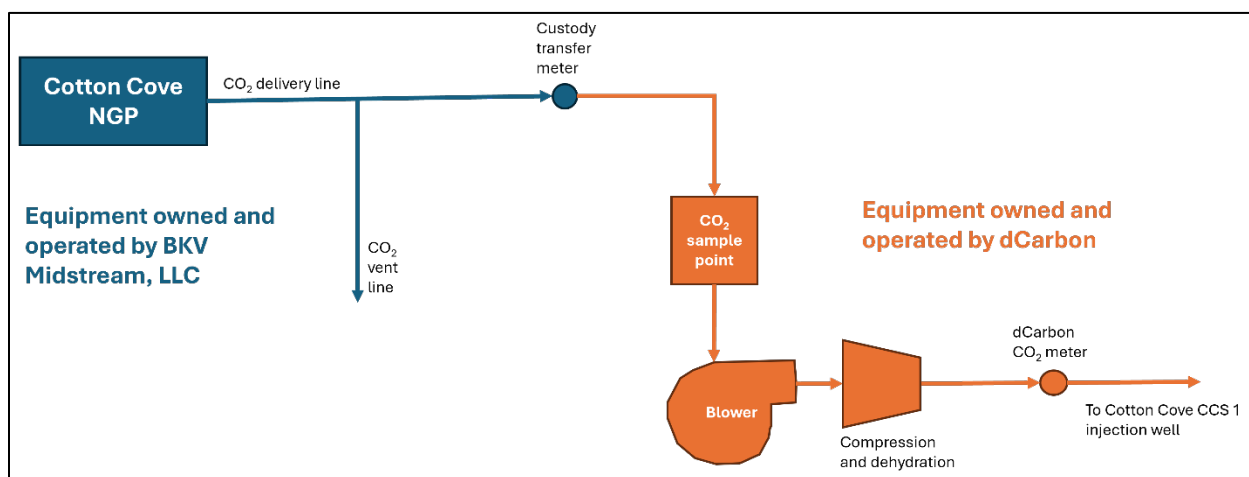 Cotton Cove
NGP
CO₂ delivery line
Custody
transfer
meter
Equipment owned and
operated by BKV
Midstream, LLC
CO₂
vent
line
CO₂
sample
point
Equipment owned and
operated by dCarbon
Blower
Compression
and dehydration
dCarbon
CO₂ meter
To Cotton Cove CCS 1
injection well